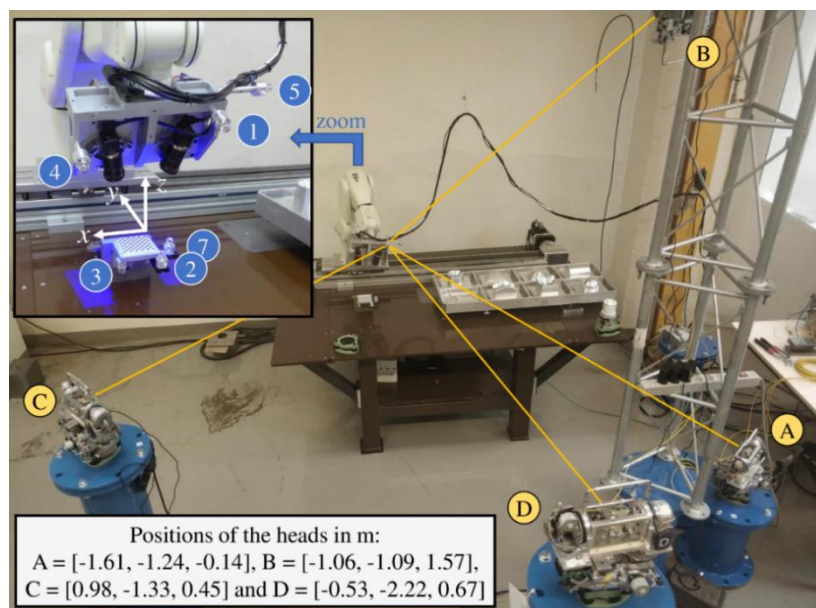 B
5
1
zoom
4
z
y
x
7
3
2
C
A
D
Positions of the heads in m:
A = [-1.61, -1.24, -0.14], B = [-1.06, -1.09, 1.57],
C = [0.98, -1.33, 0.45] and D = [-0.53, -2.22, 0.67]